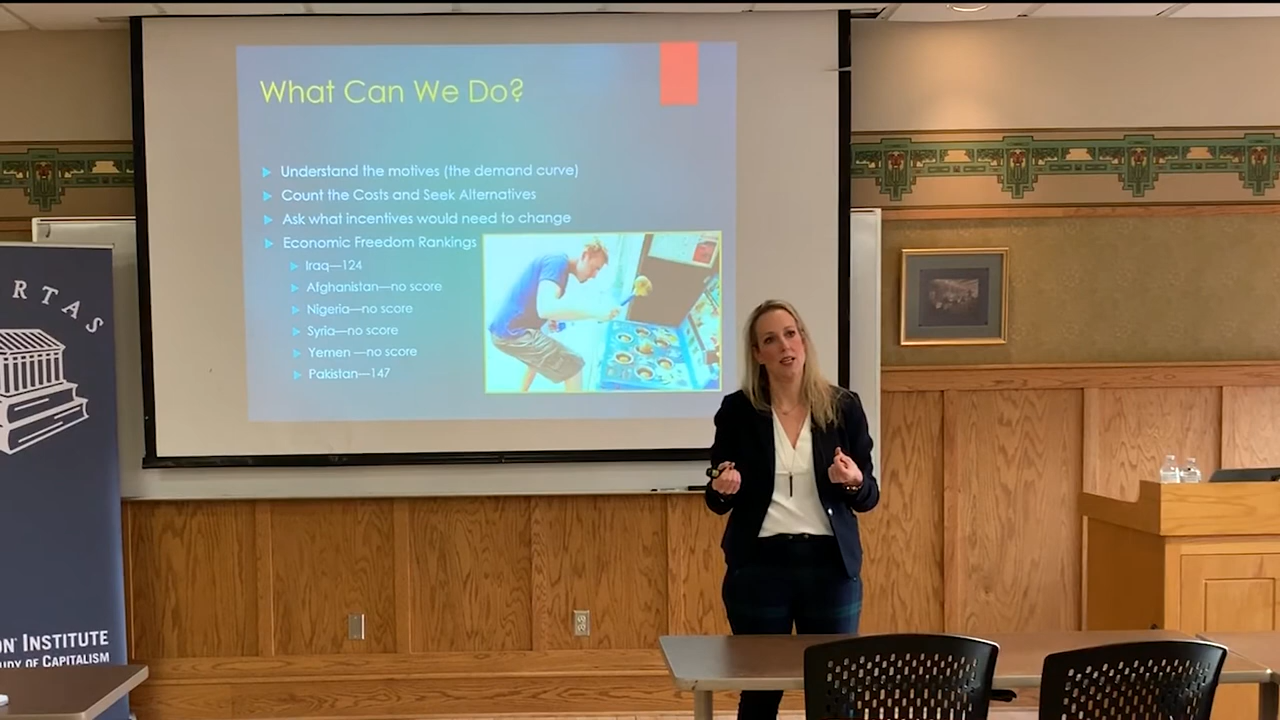 What Can We Do?
Understand the motives (the demand curve)
Count the Costs and Seek Alternatives
Ask what incentives would need to change
Economic Freedom Rankings
Iraq—124
Afghanistan—no score
Nigeria—no score
Syria—no score
Yemen —no score
Pakistan—147
RTAS
ON INSTITUTE
UDY OF CAPITALISM